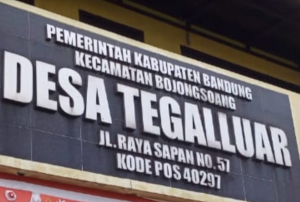 PEMERINTAH KABUPATEN BANDUNG
KECAMATAN BOJONGSOANG
DESA TEGALLUAR
JL. RAYA SAPAN NO. 57
KODE POS 40297